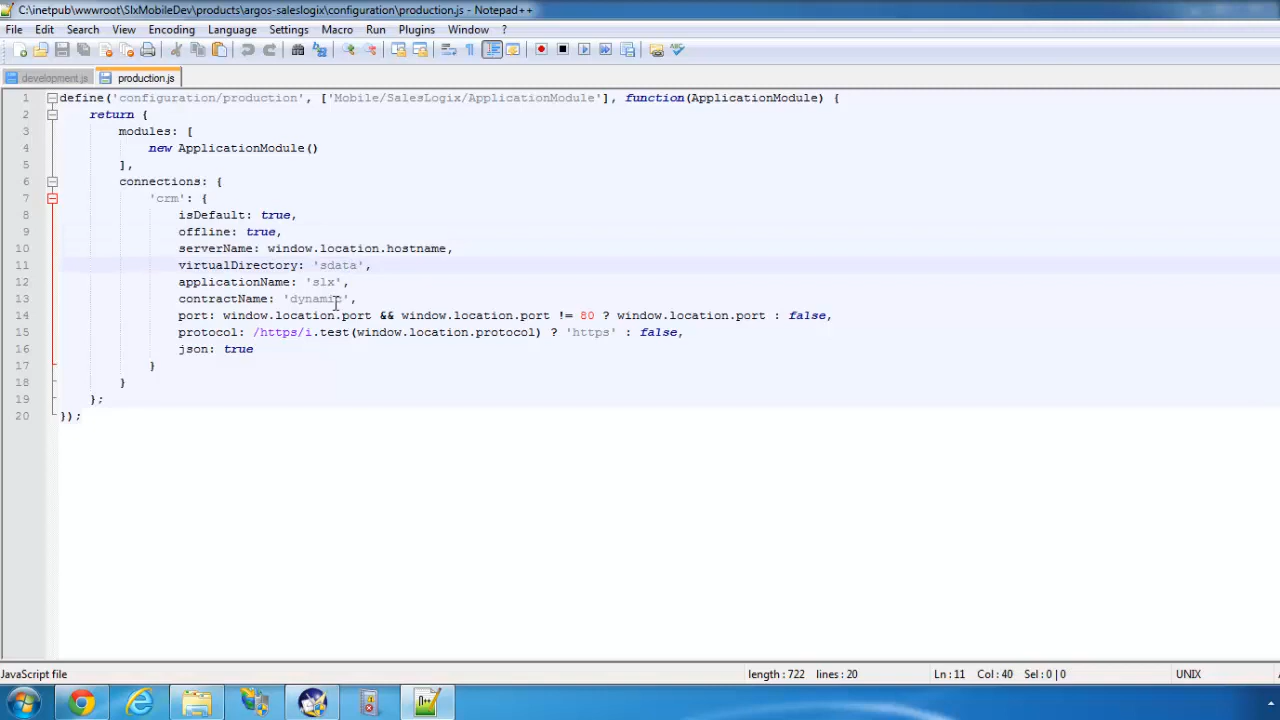 C:\inetpub\wwwroot\SlxMobileDev\products\argos-saleslogix\configuration\production.js - Notepad++
File Edit Search View Encoding Language Settings Macro Run Plugins Window ?
development.js production.js
1 define('configuration/production', ['Mobile/SalesLogix/ApplicationModule'], function(ApplicationModule) {
2 return {
3 modules: [
4 new ApplicationModule()
5 ],
6 connections: {
7 'crm': {
8 isDefault: true,
9 offline: true,
10 serverName: window.location.hostname,
11 virtualDirectory: 'sdata',
12 applicationName: 'slx',
13 contractName: 'dynamic',
14 port: window.location.port && window.location.port != 80 ? window.location.port : false,
15 protocol: /https/i.test(window.location.protocol) ? 'https' : false,
16 json: true
17 }
18 }
19 };
20 });
JavaScript file length : 722 lines : 20 Ln : 11 Col : 40 Sel : 0 | 0 UNIX